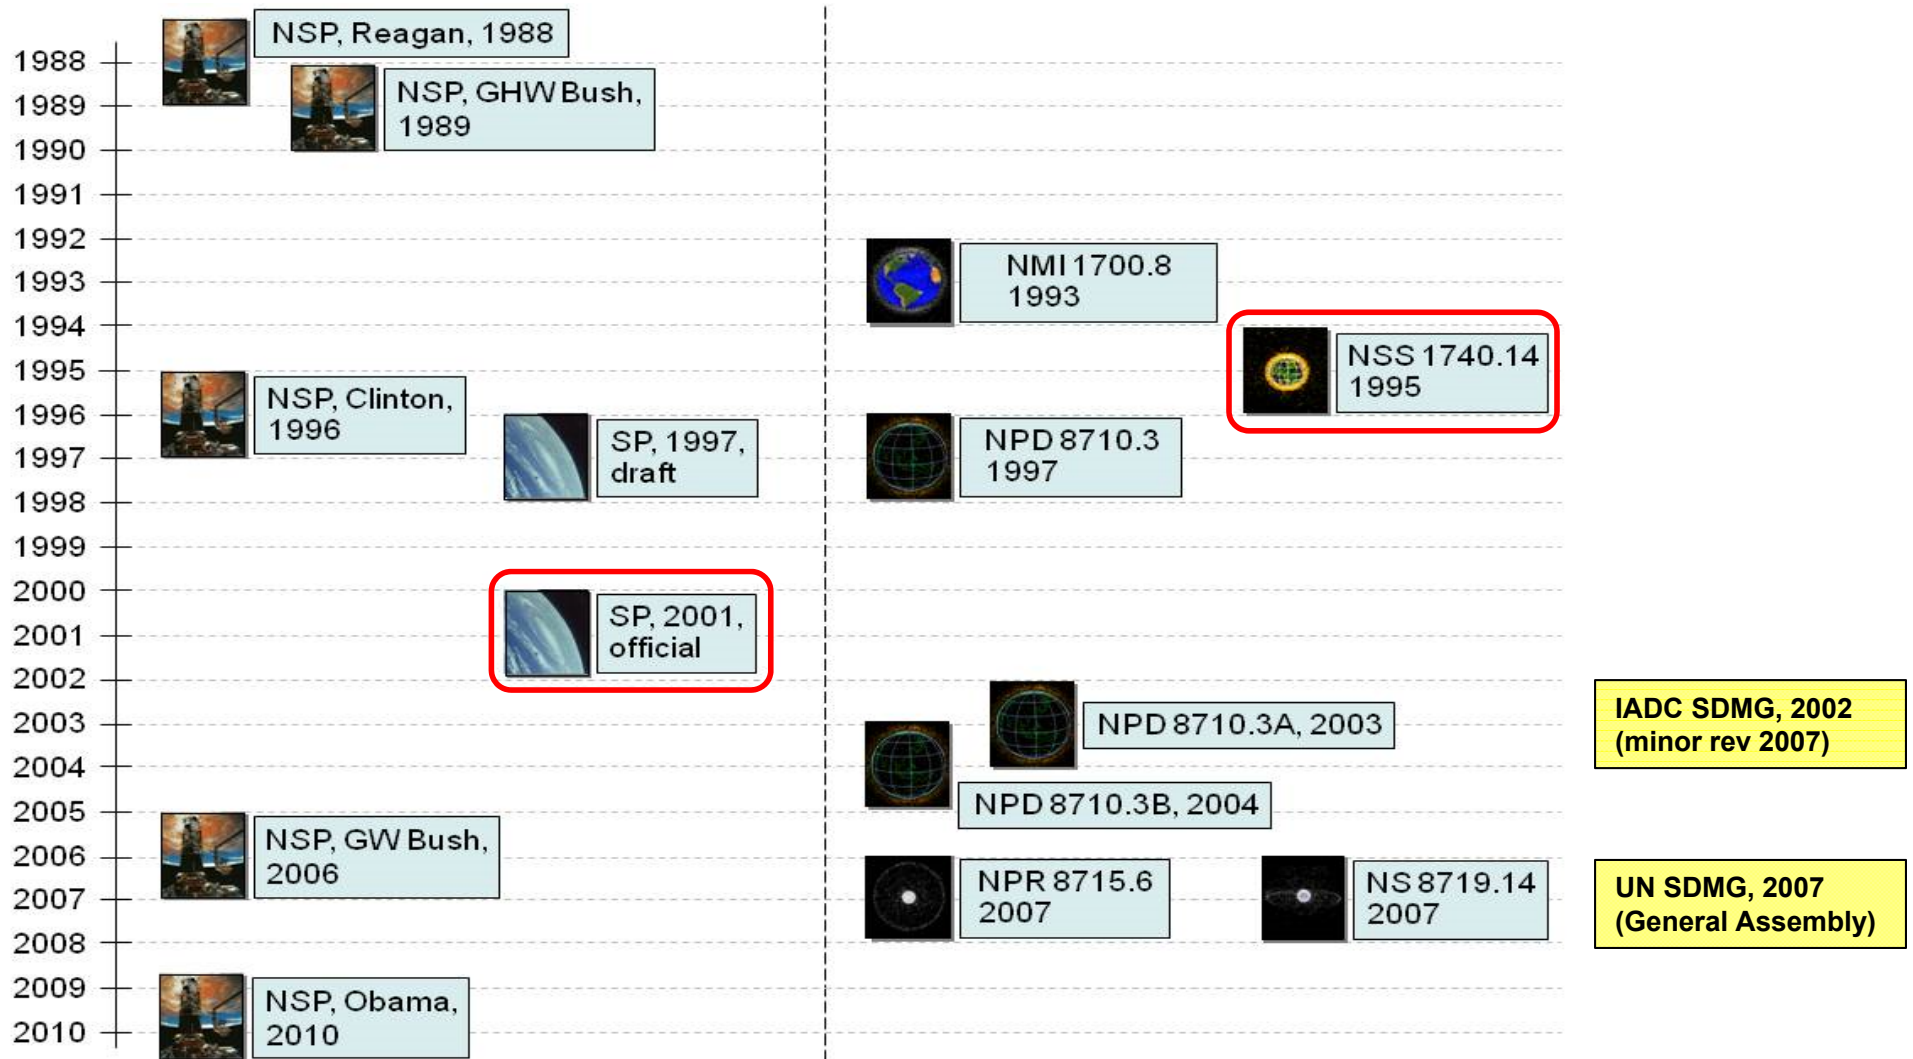 1988
1989
1990
1991
1992
1993
1994
1995
1996
1997
1998
1999
2000
2001
2002
2003
2004
2005
2006
2007
2008
2009
2010
NSP, Reagan, 1988
NSP, GHW Bush,
1989
NSP, Clinton,
1996
SP, 1997,
draft
SP, 2001,
official
NSP, GW Bush,
2006
NSP, Obama,
2010
NMI 1700.8
1993
NSS 1740.14
1995
NPD 8710.3
1997
NPD 8710.3A, 2003
NPD 8710.3B, 2004
NPR 8715.6
2007
NS 8719.14
2007
IADC SDMG, 2002
(minor rev 2007)
UN SDMG, 2007
(General Assembly)